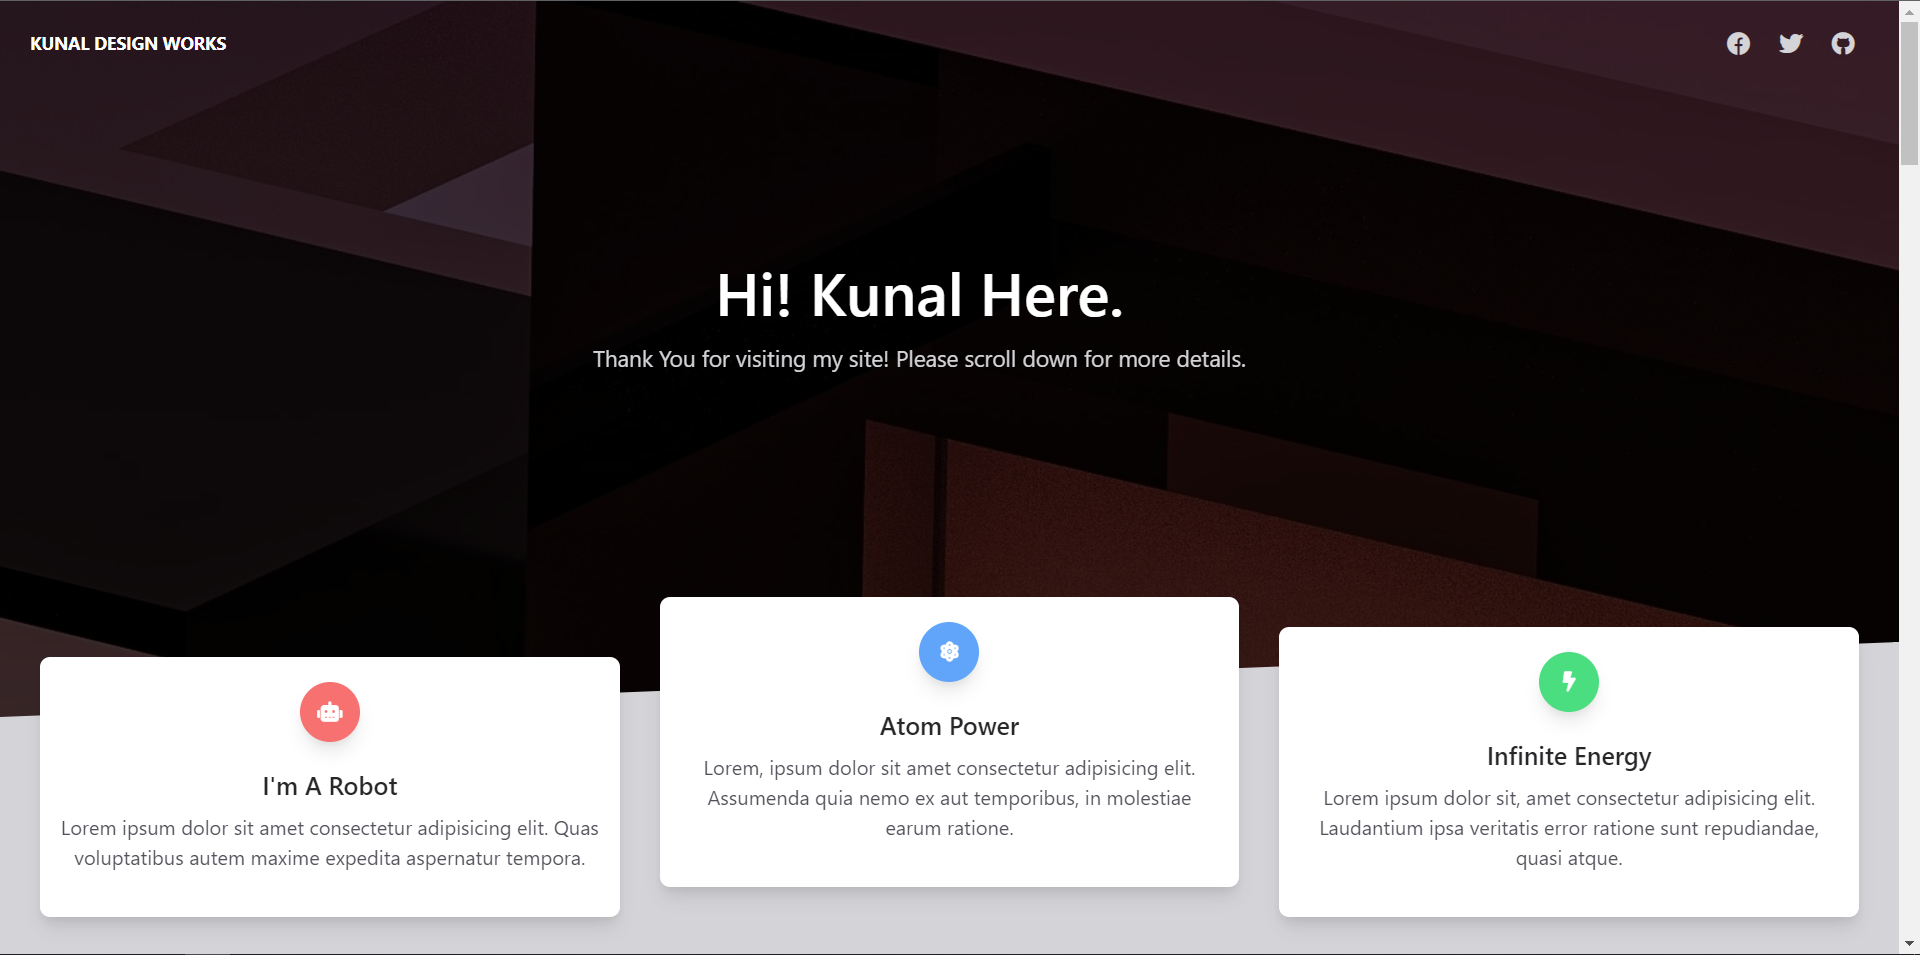 KUNAL DESIGN WORKS
Hi! Kunal Here.
Thank You for visiting my site! Please scroll down for more details.
I'm A Robot
Lorem ipsum dolor sit amet consectetur adipisicing elit. Quas
voluptatibus autem maxime expedita aspernatur tempora.
Atom Power
Lorem, ipsum dolor sit amet consectetur adipisicing elit.
Assumenda quia nemo ex aut temporibus, in molestiae
earum ratione.
Infinite Energy
Lorem ipsum dolor sit, amet consectetur adipisicing elit.
Laudantium ipsa veritatis error ratione sunt repudiandae,
quasi atque.